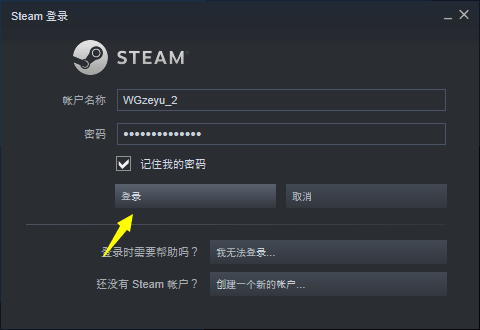 Steam 登录
STEAM
帐户名称 WGzeyu_2
密码 ●●●●●●●●●●●●●●
记住我的密码
登录 取消
登录时需要帮助吗？ 我无法登录...
还没有 Steam 帐户？ 创建一个新的帐户...